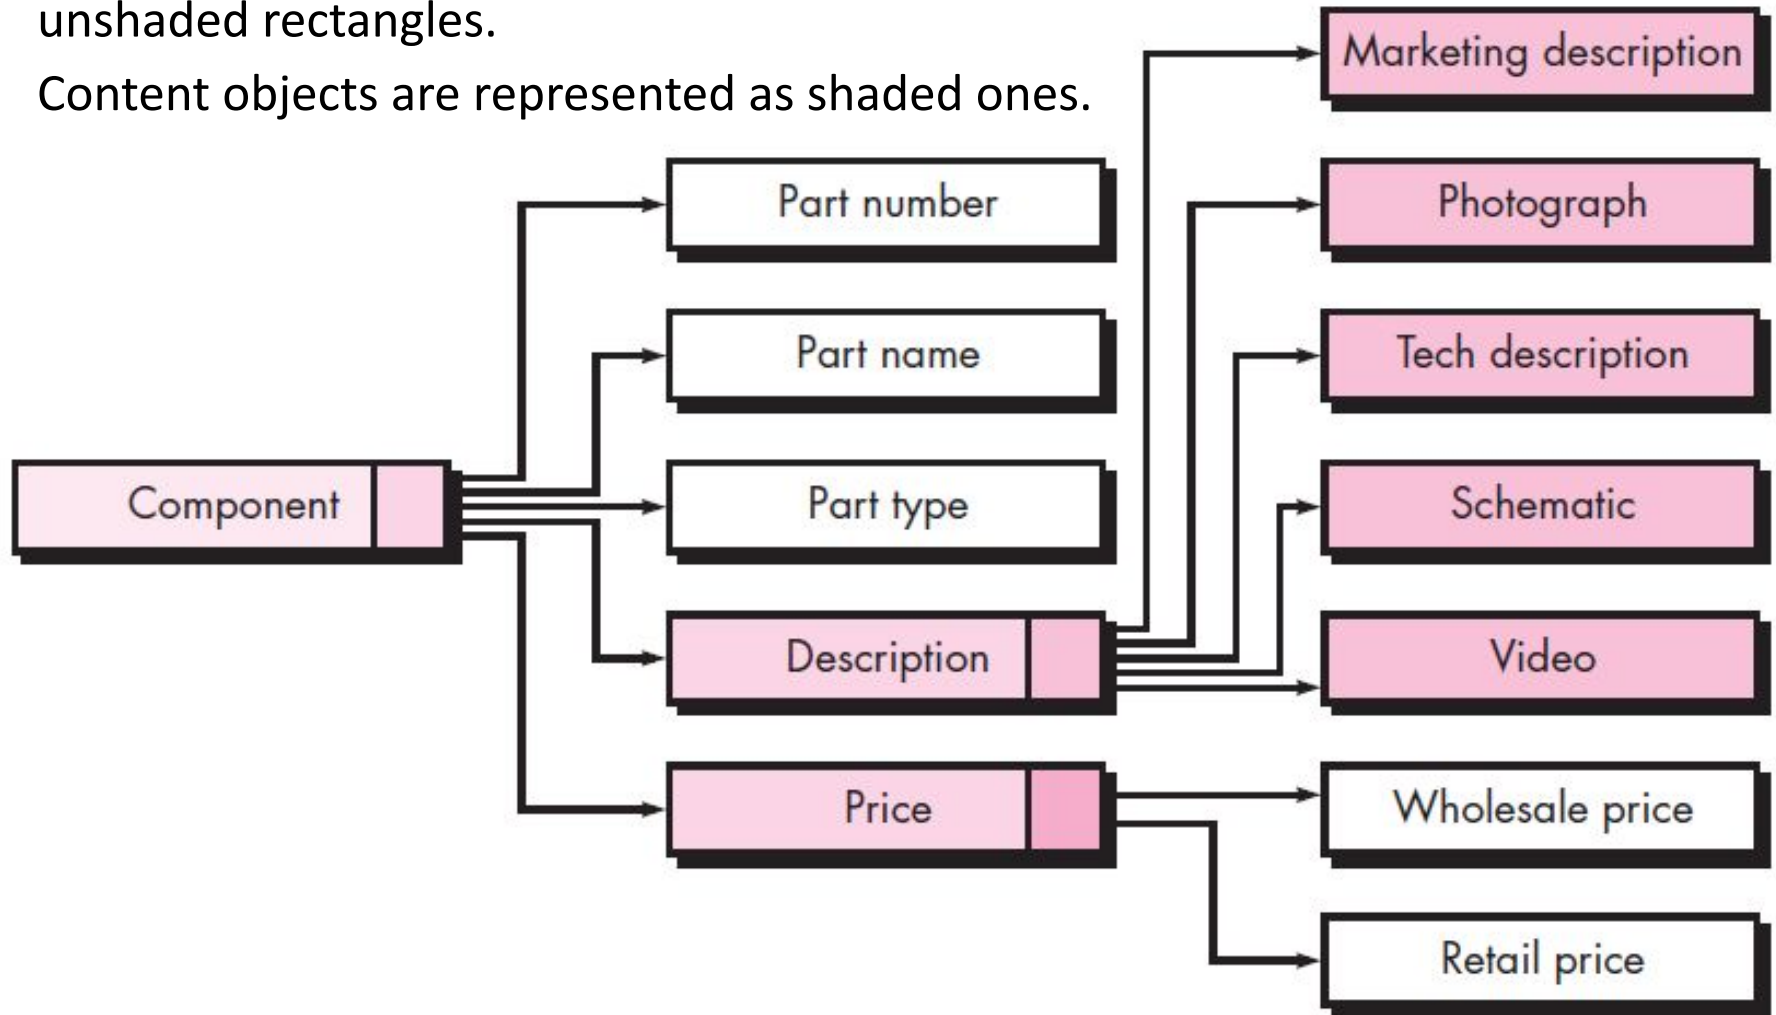 unshaded rectangles.
Content objects are represented as shaded ones.
Component
Part number
Part name
Part type
Description
Price
Marketing description
Photograph
Tech description
Schematic
Video
Wholesale price
Retail price